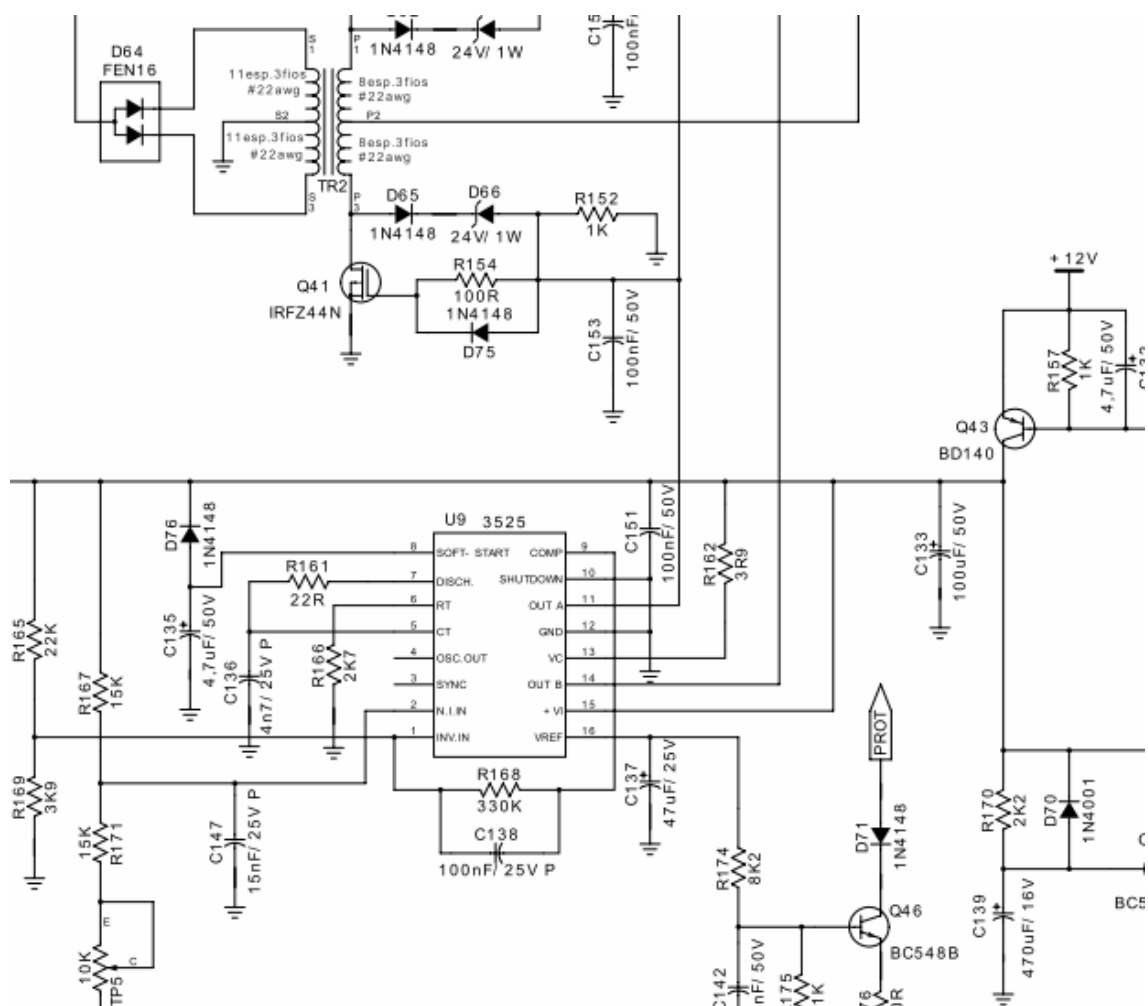 1N4148
24V/ 1W
C15
100nF/
D64
FEN16
S
1
P
1
11esp.3fios
#22awg
8esp.3fios
#22awg
S2
P2
11esp.3fios
#22awg
8esp.3fios
#22awg
TR2
S
3
P
3
D65
D66
1N4148
24V/ 1W
R152
1K
R154
100R
Q41
IRFZ44N
1N4148
D75
C153
100nF/ 50V
+12V
R157
1K
4,7uF/ 50V
Q43
BD140
D76
1N4148
U9 3525
8 SOFT- START
7 DISCH.
6 RT
5 CT
4 OSC.OUT
3 SYNC
2 N.I.IN
1 INV.IN
COMP 9
SHUTDOWN 10
OUT A 11
GND 12
VC 13
OUT B 14
+ VI 15
VREF 16
C151
100nF/ 50V
R162
3R9
C133
100uF/ 50V
R161
22R
R165
22K
C135
4,7uF/ 50V
R167
15K
C136
4n7/ 25V P
R166
2K7
R169
3K9
R168
330K
C138
100nF/ 25V P
C137
47uF/ 25V
PROT
D71
1N4148
R170
2K2
D70
1N4001
15K
R171
C147
15nF/ 25V P
R174
8K2
Q46
BC548B
C139
470uF/ 16V
BC5
E
C
10K
TP5
C142
nF/ 50V
175
1K